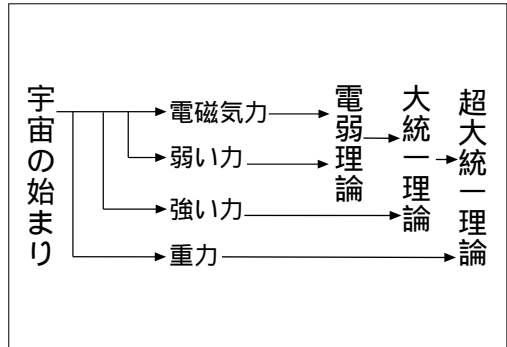 宇宙の始まり
電磁気力
弱い力
強い力
重力
電弱理論
大統一理論
超大統一理論